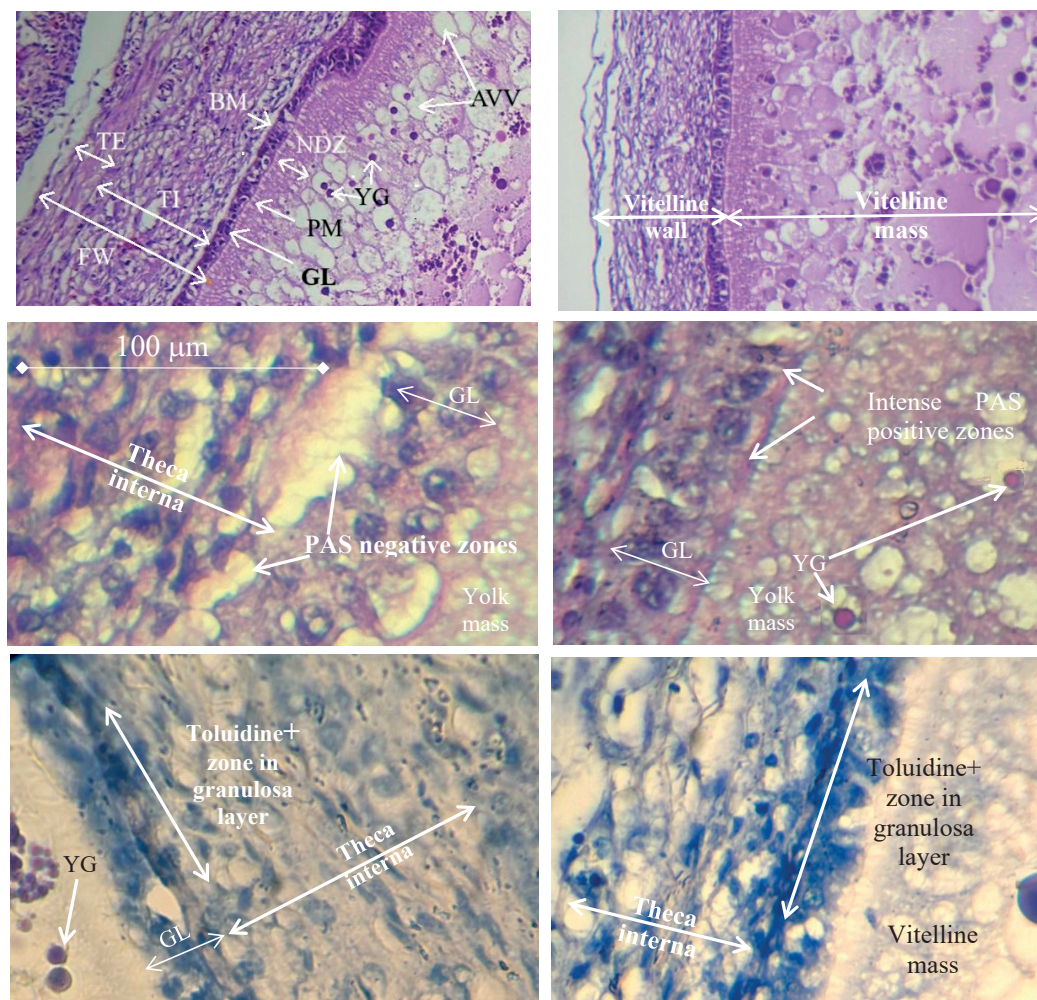 BM
TE
TI
FW
NDZ
AVV
YG
PM
GL
Vitelline
wall
Vitelline
mass
100 µm
GL
Theca
interna
PAS negative zones
Yolk
mass
Intense PAS
positive zones
GL
YG
Yolk
mass
Toluidine+
zone in
granulosa
layer
Theca
interna
YG
GL
Toluidine+
zone in
granulosa
layer
Theca
interna
Vitelline
mass